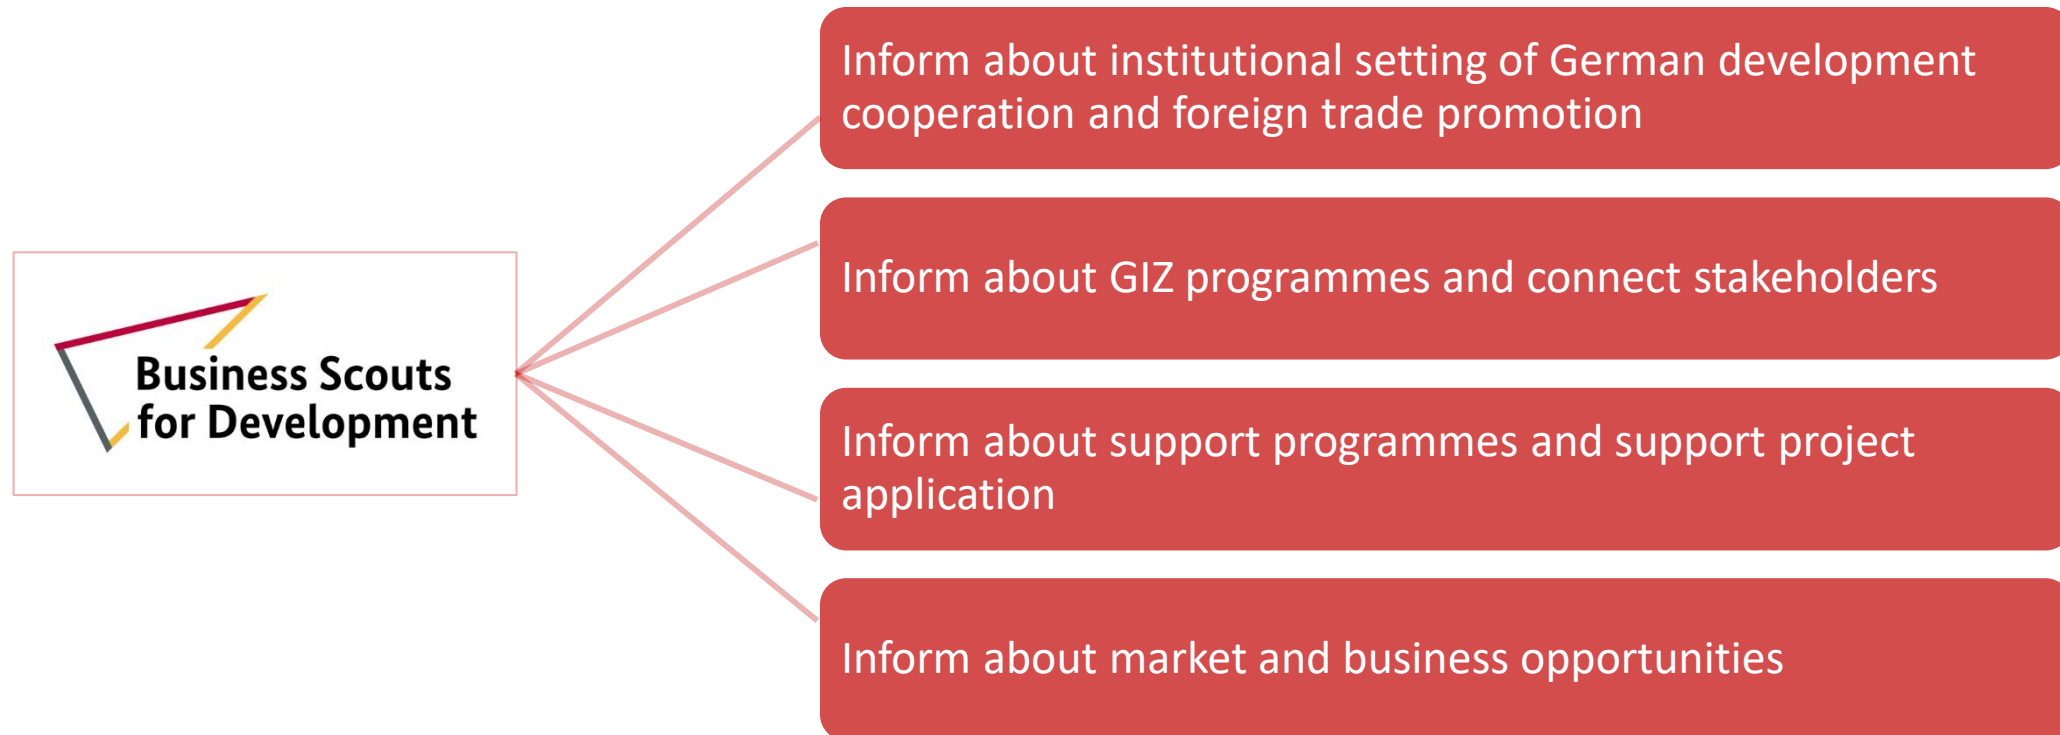 Business Scouts
for Development
Inform about institutional setting of German development
cooperation and foreign trade promotion
Inform about GIZ programmes and connect stakeholders
Inform about support programmes and support project
application
Inform about market and business opportunities